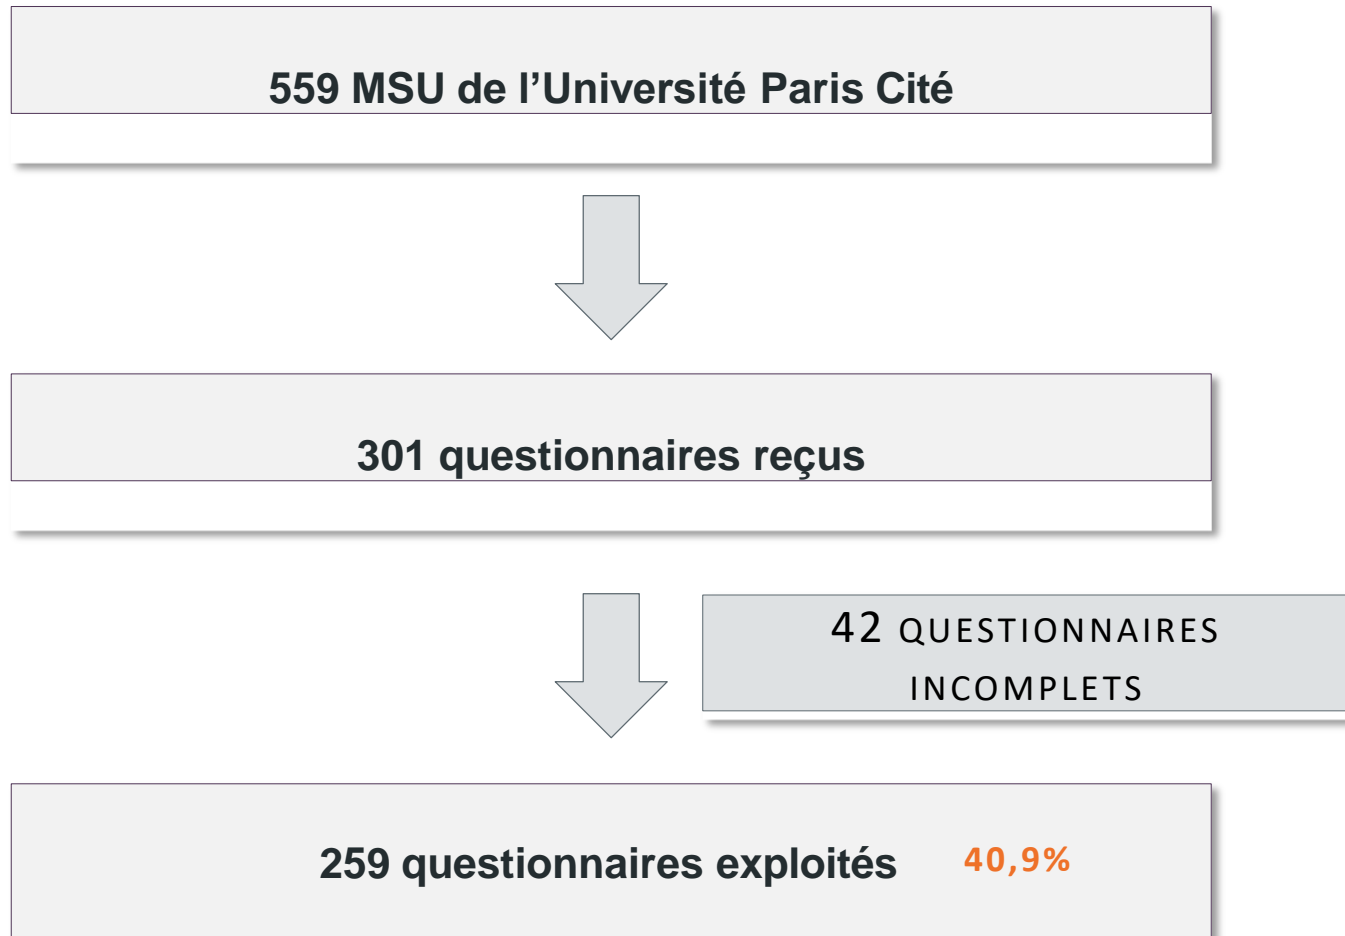 559 MSU de l’Université Paris Cité
301 questionnaires reçus
42 QUESTIONNAIRES
INCOMPLETS
259 questionnaires exploités 40,9%